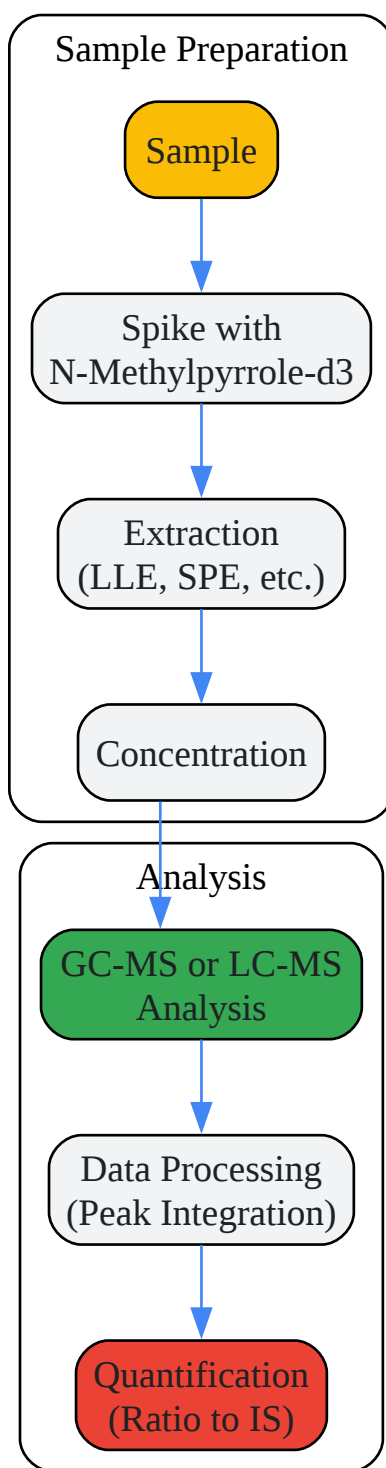 Sample Preparation
Sample
Spike with
N-Methylpyrrole-d3
Extraction
(LLE, SPE, etc.)
Concentration
Analysis
GC-MS or LC-MS
Analysis
Data Processing
(Peak Integration)
Quantification
(Ratio to IS)